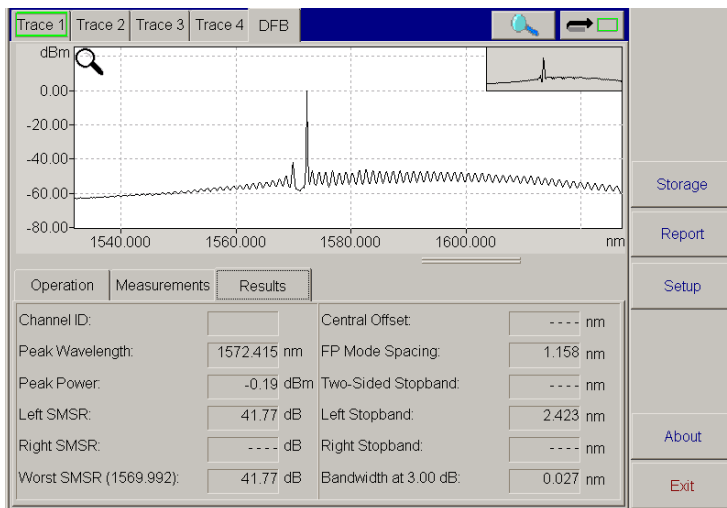 Trace 1 Trace 2 Trace 3 Trace 4 DFB
dBm
0.00
-20.00
-40.00
-60.00
-80.00
1540.000 1560.000 1580.000 1600.000 nm
Storage
Report
Setup
About
Exit
Operation Measurements Results
Channel ID:
Peak Wavelength: 1572.415 nm
Peak Power: -0.19 dBm
Left SMSR: 41.77 dB
Right SMSR: ---- dB
Worst SMSR (1569.992): 41.77 dB
Central Offset: ---- nm
FP Mode Spacing: 1.158 nm
Two-Sided Stopband: ---- nm
Left Stopband: 2.423 nm
Right Stopband: ---- nm
Bandwidth at 3.00 dB: 0.027 nm